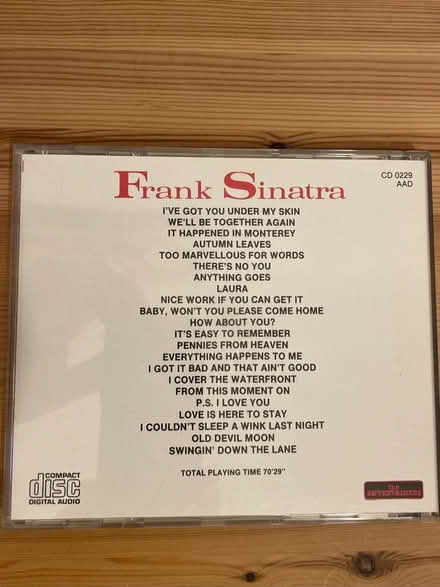 Frank Sinatra
CD 0229
AAD
I'VE GOT YOU UNDER MY SKIN
WE'LL BE TOGETHER AGAIN
IT HAPPENED IN MONTEREY
AUTUMN LEAVES
TOO MARVELLOUS FOR WORDS
THERE'S NO YOU
ANYTHING GOES
LAURA
NICE WORK IF YOU CAN GET IT
BABY, WON'T YOU PLEASE COME HOME
HOW ABOUT YOU?
IT'S EASY TO REMEMBER
PENNIES FROM HEAVEN
EVERYTHING HAPPENS TO ME
I GOT IT BAD AND THAT AIN'T GOOD
I COVER THE WATERFRONT
FROM THIS MOMENT ON
P.S. I LOVE YOU
LOVE IS HERE TO STAY
I COULDN'T SLEEP A WINK LAST NIGHT
OLD DEVIL MOON
SWINGIN' DOWN THE LANE
TOTAL PLAYING TIME 70'29"
COMPACT
disc
DIGITAL AUDIO
the
ENTERTAINERS